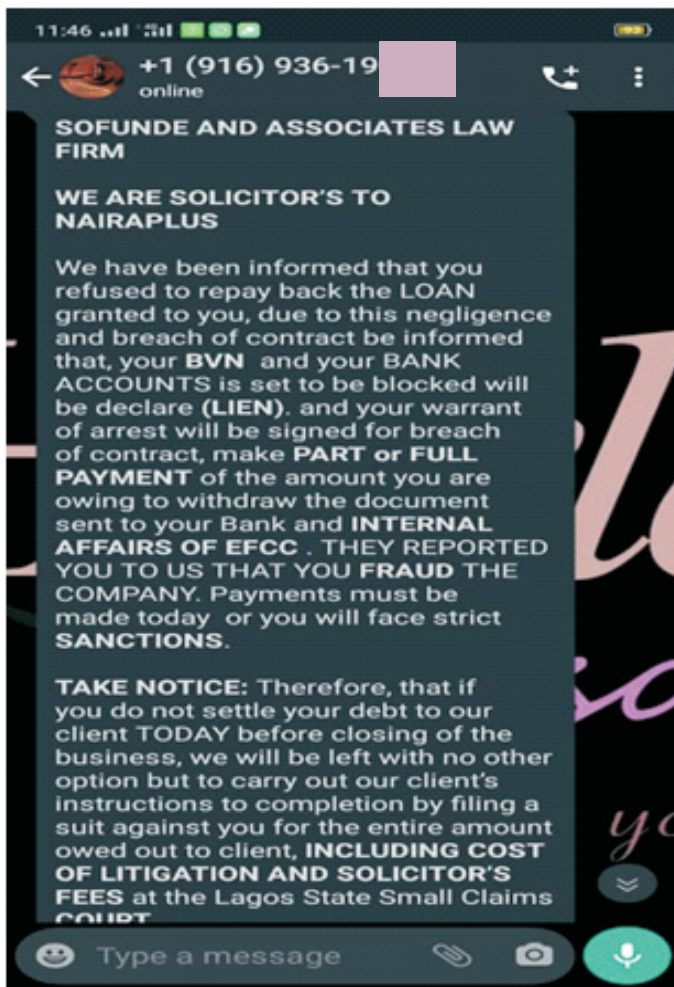 11:46
93
+1 (916) 936-19
online
SOFUNDE AND ASSOCIATES LAW
FIRM
WE ARE SOLICITOR'S TO
NAIRAPLUS
We have been informed that you
refused to repay back the LOAN
granted to you, due to this negligence
and breach of contract be informed
that, your BVN and your BANK
ACCOUNTS is set to be blocked will
be declare (LIEN). and your warrant
of arrest will be signed for breach
of contract, make PART or FULL
PAYMENT of the amount you are
owing to withdraw the document
sent to your Bank and INTERNAL
AFFAIRS OF EFCC . THEY REPORTED
YOU TO US THAT YOU FRAUD THE
COMPANY. Payments must be
made today or you will face strict
SANCTIONS.
TAKE NOTICE: Therefore, that if
you do not settle your debt to our
client TODAY before closing of the
business, we will be left with no other
option but to carry out our client's
instructions to completion by filing a
suit against you for the entire amount
owed out to client, INCLUDING COST
OF LITIGATION AND SOLICITOR'S
FEES at the Lagos State Small Claims
COURT
Type a message